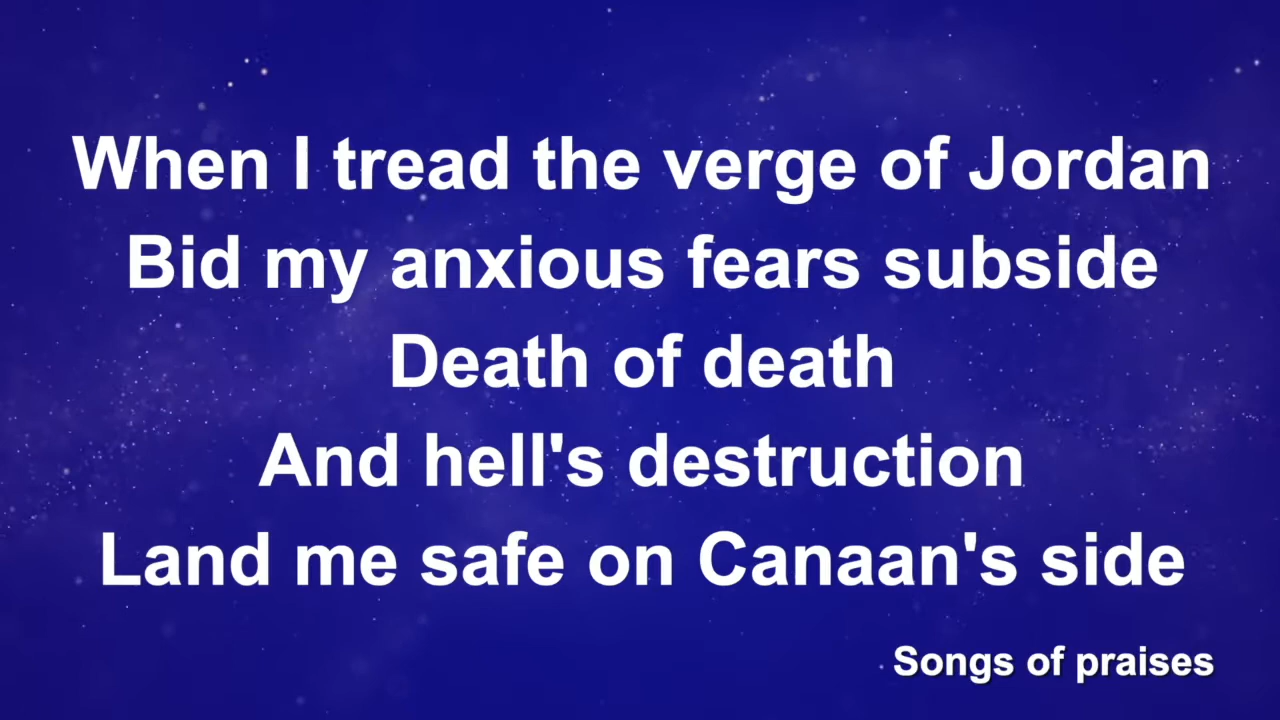 When I tread the verge of Jordan
Bid my anxious fears subside
Death of death
And hell's destruction
Land me safe on Canaan's side
Songs of praises